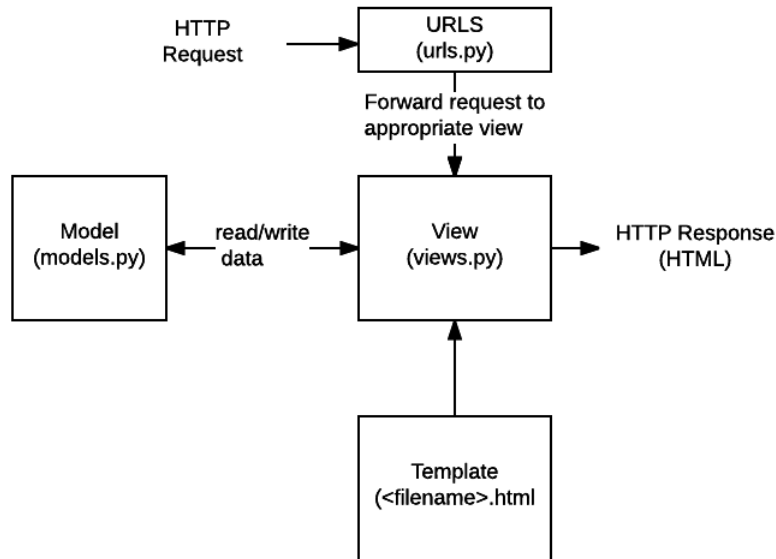 HTTP
Request
URLS
(urls.py)
Forward request to
appropriate view
Model
(models.py)
read/write
data
View
(views.py)
HTTP Response
(HTML)
Template
(<filename>.html